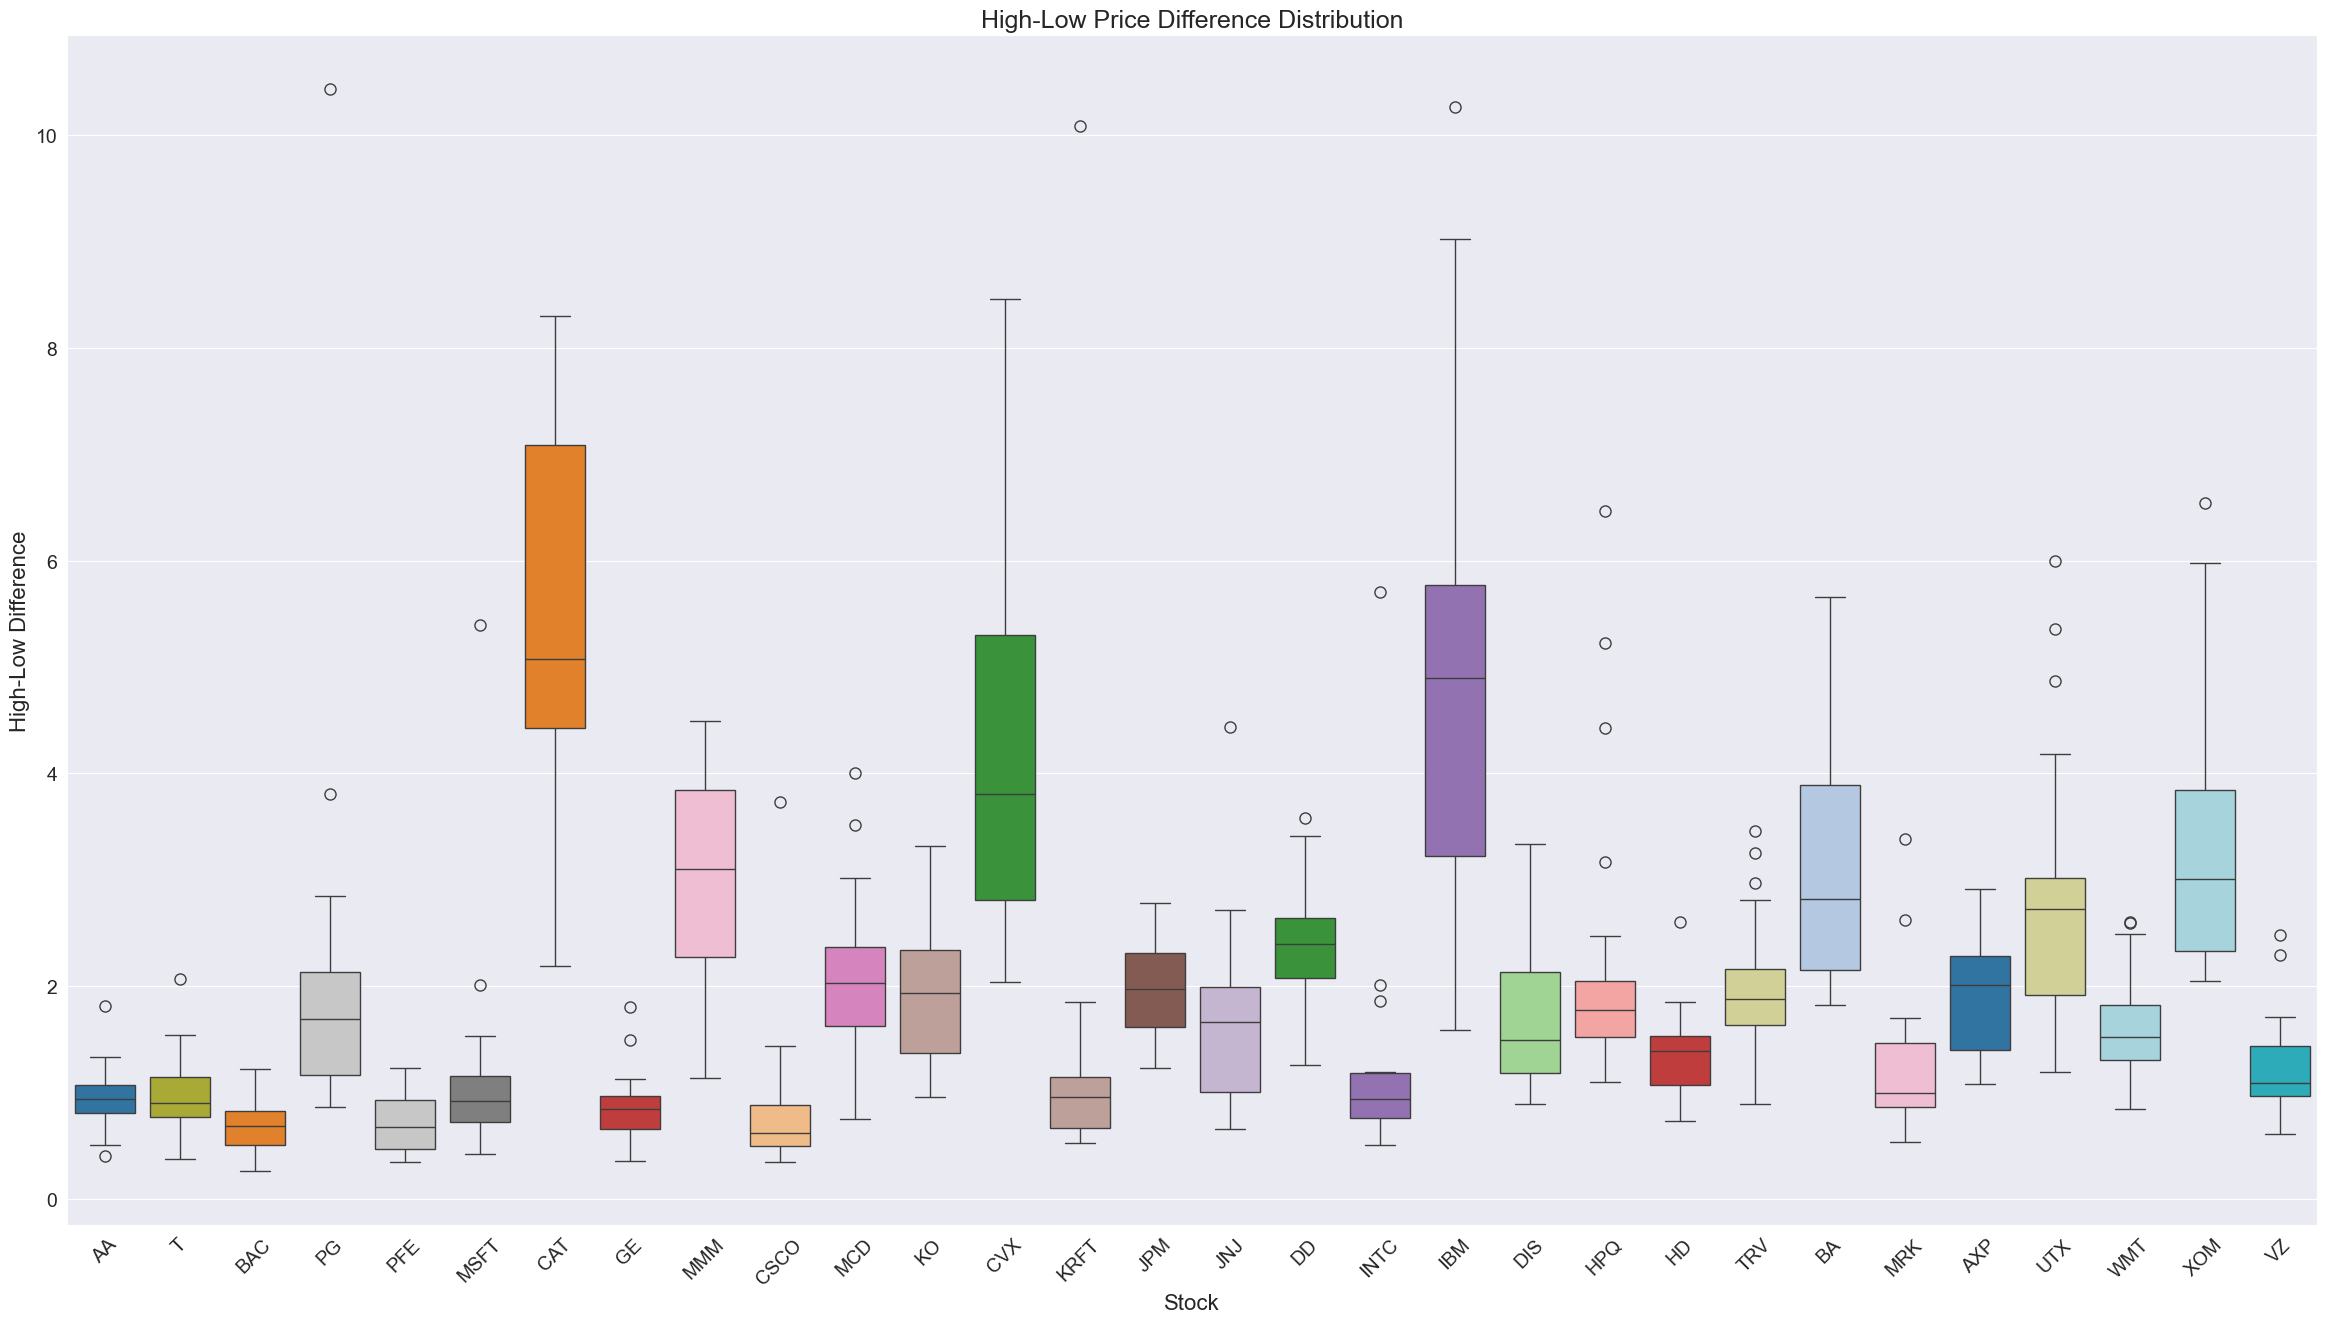 High-Low Price Difference Distribution
High-Low Difference
10
8
6
4
2
0
AA T BAC PG PFE MSFT CAT GE MMM CSCO MCD KO CVX KRFT JPM JNJ DD INTC IBM DIS HPQ HD TRV BA MRK AXP UTX WMT XOM VZ
Stock